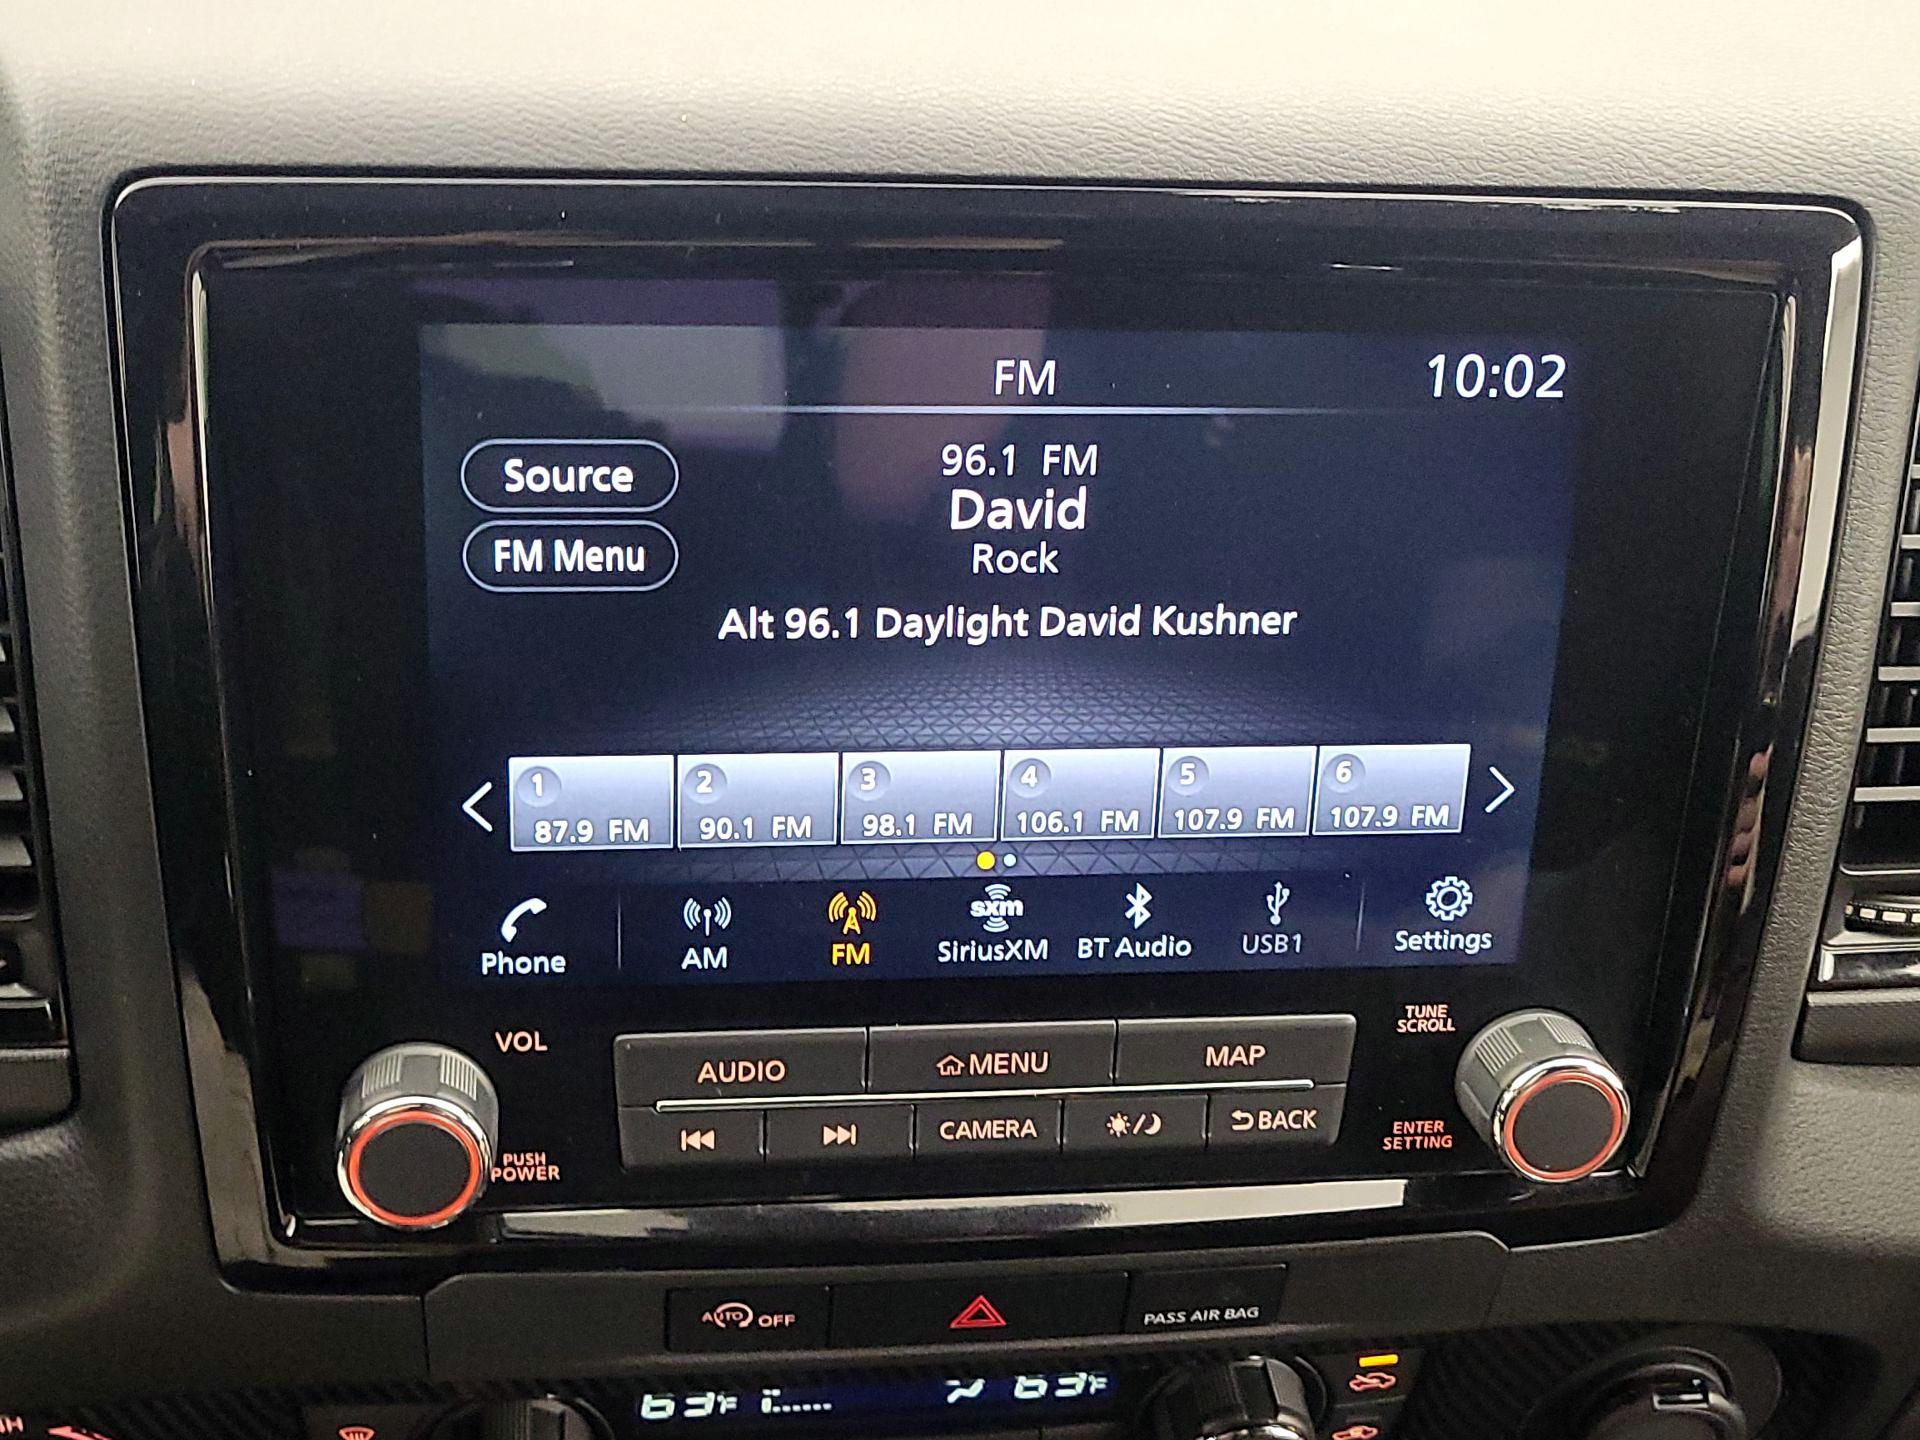 FM
10:02
Source
96.1 FM
David
FM Menu
Rock
Alt 96.1 Daylight David Kushner
1 2 3 4 5 6
87.9 FM 90.1 FM 98.1 FM 106.1 FM 107.9 FM 107.9 FM
sxm
Phone AM FM SiriusXM BT Audio USB1 Settings
VOL
TUNE
SCROLL
AUDIO MENU MAP
CAMERA BACK
PUSH
POWER
ENTER
SETTING
AUTO OFF
PASS AIR BAG
63°F 63°F